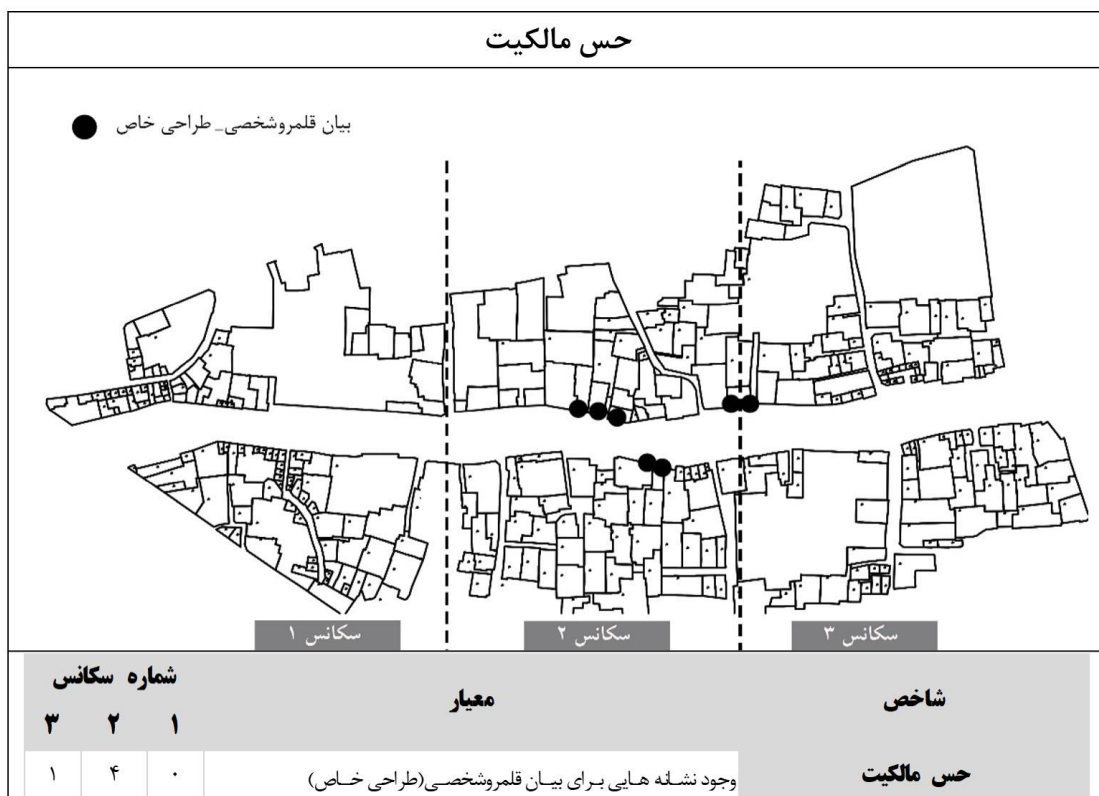 حس مالکیت
بیان قلمروشخصی_ طراحی خاص
سکانس ۱
سکانس ۲
سکانس ۳
شاخص
معیار
شماره سکانس
۱ ۲ ۳
حس مالکیت
وجود نشانه هایی برای بیان قلمروشخصی(طراحی خاص)
۰ ۴ ۱